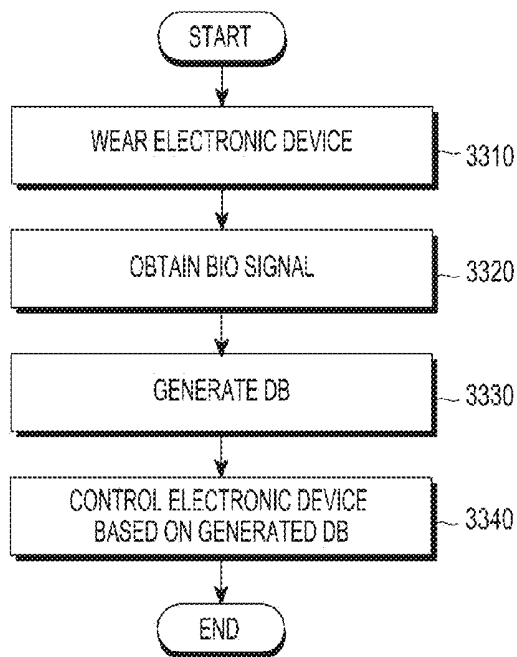 START
WEAR ELECTRONIC DEVICE
3310
OBTAIN BIO SIGNAL
3320
GENERATE DB
3330
CONTROL ELECTRONIC DEVICE
BASED ON GENERATED DB
3340
END